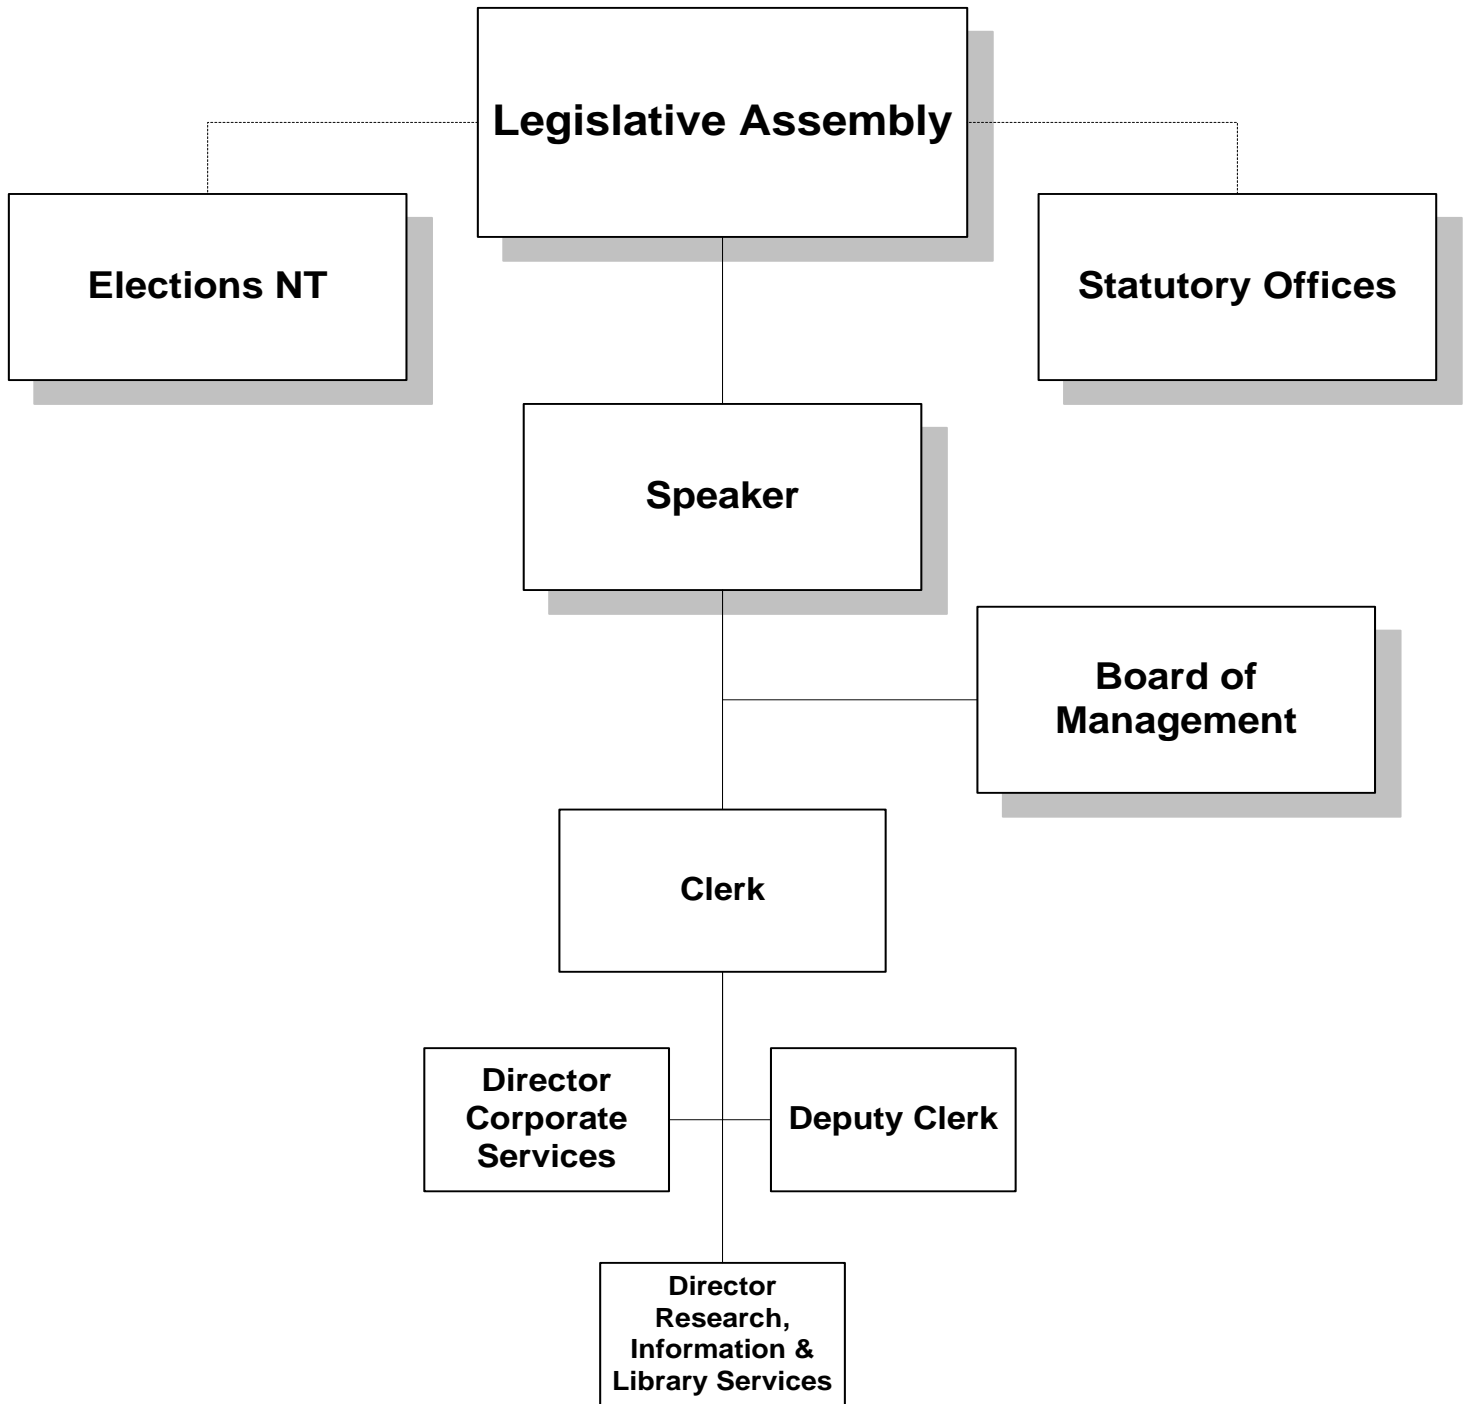 Legislative Assembly
Elections NT
Statutory Offices
Speaker
Board of
Management
Clerk
Director
Corporate
Services
Deputy Clerk
Director
Research,
Information &
Library Services